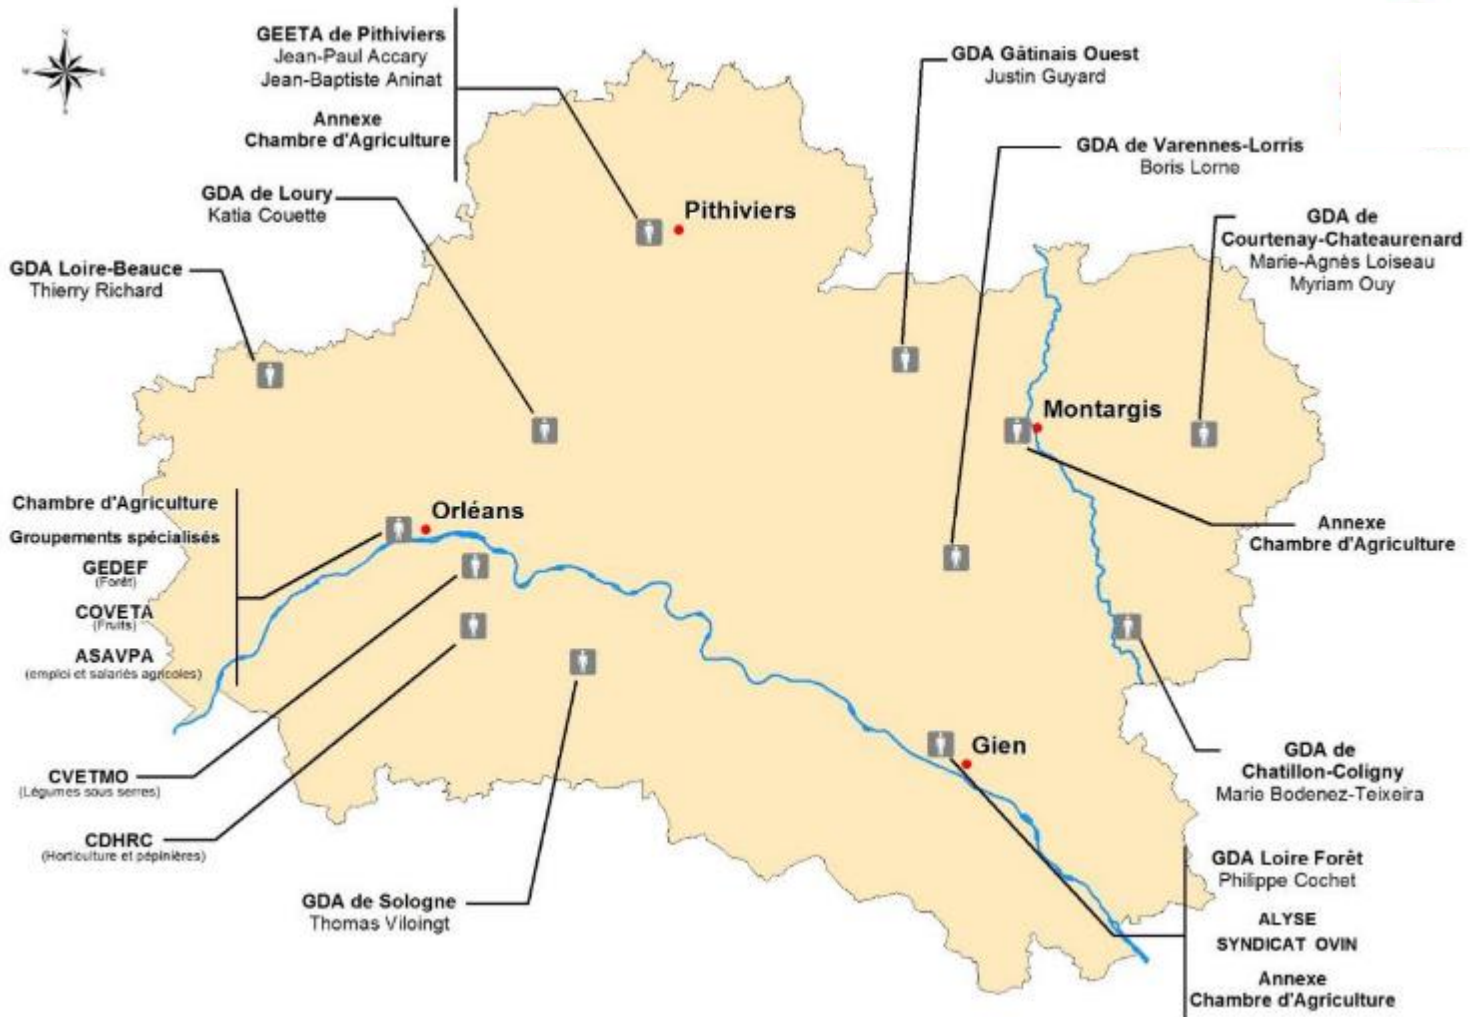 GEETA de Pithiviers
Jean-Paul Accary
Jean-Baptiste Aninat
Annexe
Chambre d'Agriculture
GDA Gâtinais Ouest
Justin Guyard
GDA de Varennes-Lorris
Boris Lorne
GDA de Loury
Katia Couette
Pithiviers
GDA de
Courtenay-Chateaurenard
Marie-Agnès Loiseau
Myriam Ouy
GDA Loire-Beauce
Thierry Richard
Montargis
Chambre d'Agriculture
Groupements spécialisés
GEDEF
(Forêt)
COVETA
(Fruits)
ASAVPA
(emploi et salariés agricoles)
Orléans
Annexe
Chambre d'Agriculture
CVETMO
(Légumes sous serres)
CDHRC
(Horticulture et pépinières)
Gien
GDA de
Chatillon-Coligny
Marie Bodenez-Teixeira
GDA de Sologne
Thomas Viloingt
GDA Loire Forêt
Philippe Cochet
ALYSE
SYNDICAT OVIN
Annexe
Chambre d'Agriculture